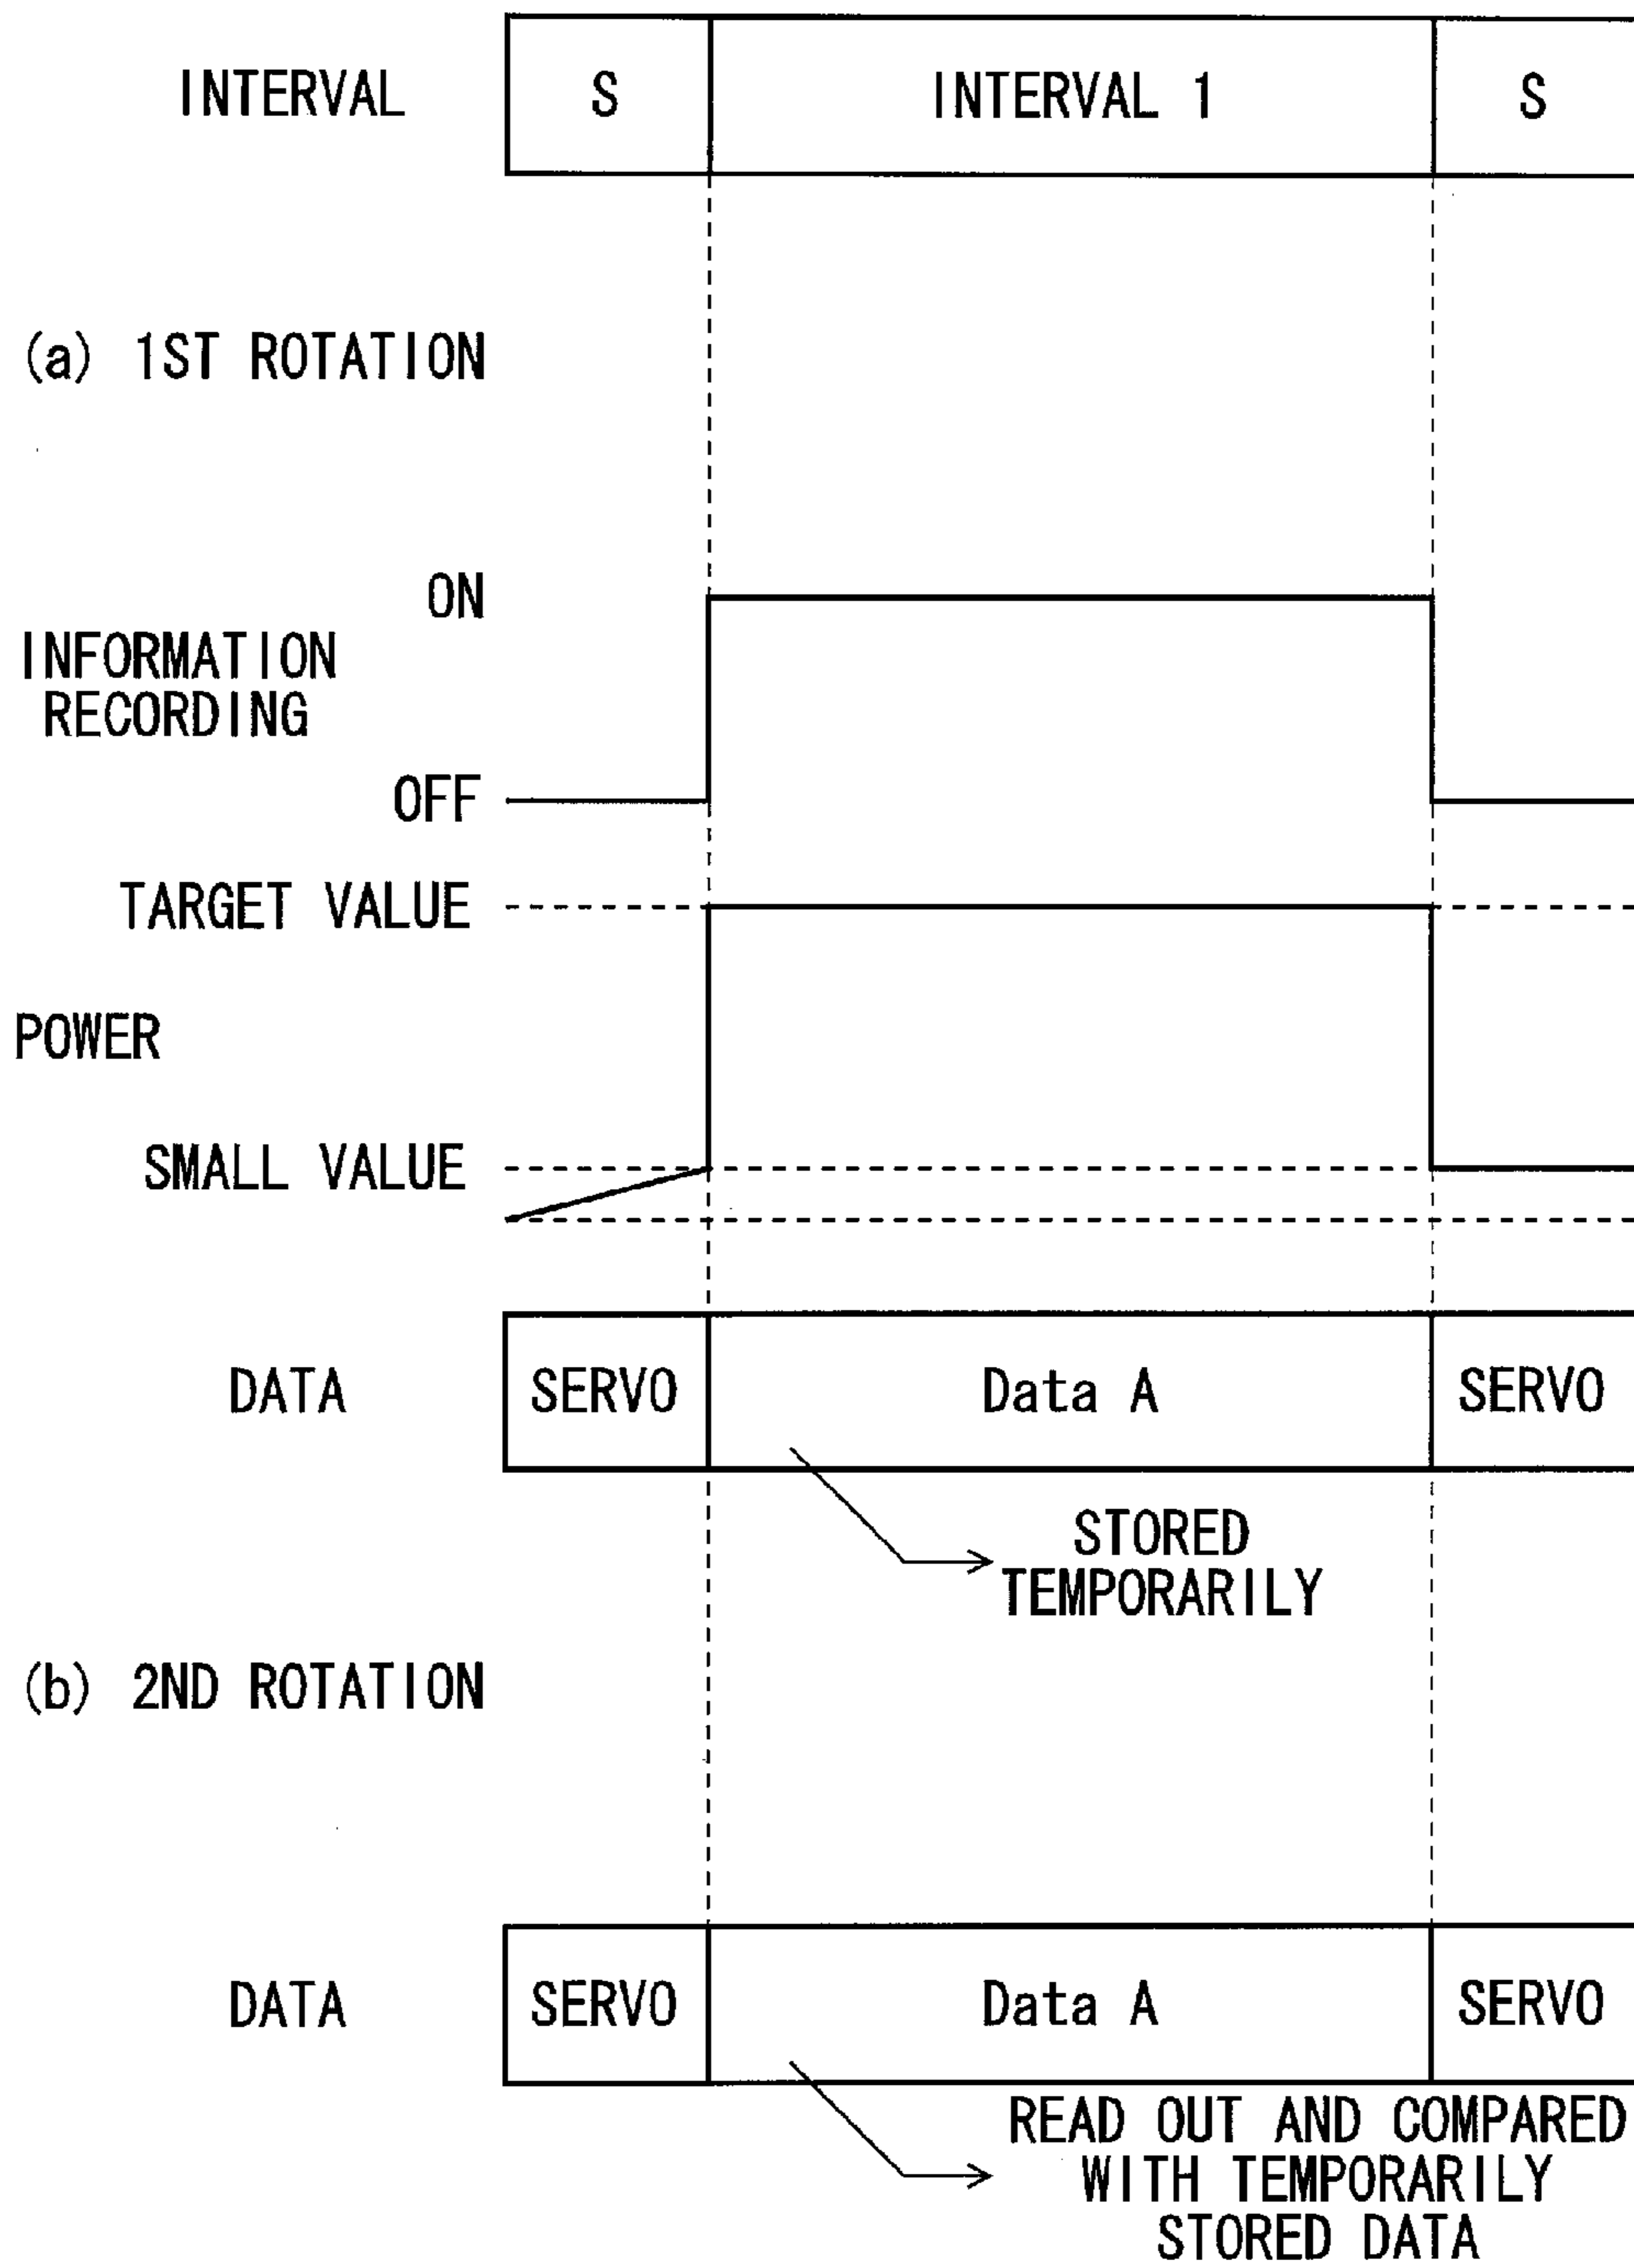 INTERVAL S INTERVAL 1 S
(a) 1ST ROTATION
ON
INFORMATION
RECORDING
OFF
TARGET VALUE
POWER
SMALL VALUE
DATA SERVO Data A SERVO
STORED
TEMPORARILY
(b) 2ND ROTATION
DATA SERVO Data A SERVO
READ OUT AND COMPARED
WITH TEMPORARILY
STORED DATA